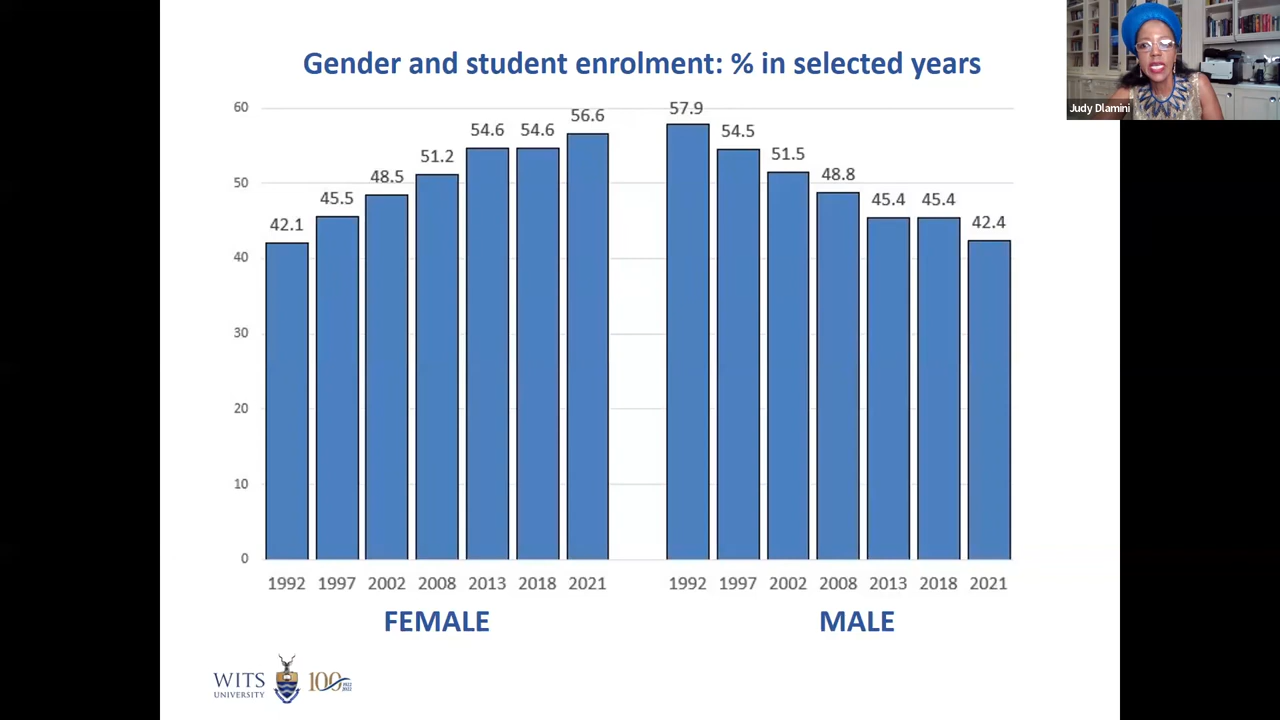 Gender and student enrolment: % in selected years
Judy Dlamini
60
50
40
30
20
10
0
42.1
45.5
48.5
51.2
54.6
54.6
56.6
57.9
54.5
51.5
48.8
45.4
45.4
42.4
1992 1997 2002 2008 2013 2018 2021
1992 1997 2002 2008 2013 2018 2021
FEMALE
MALE
WITS
UNIVERSITY
100